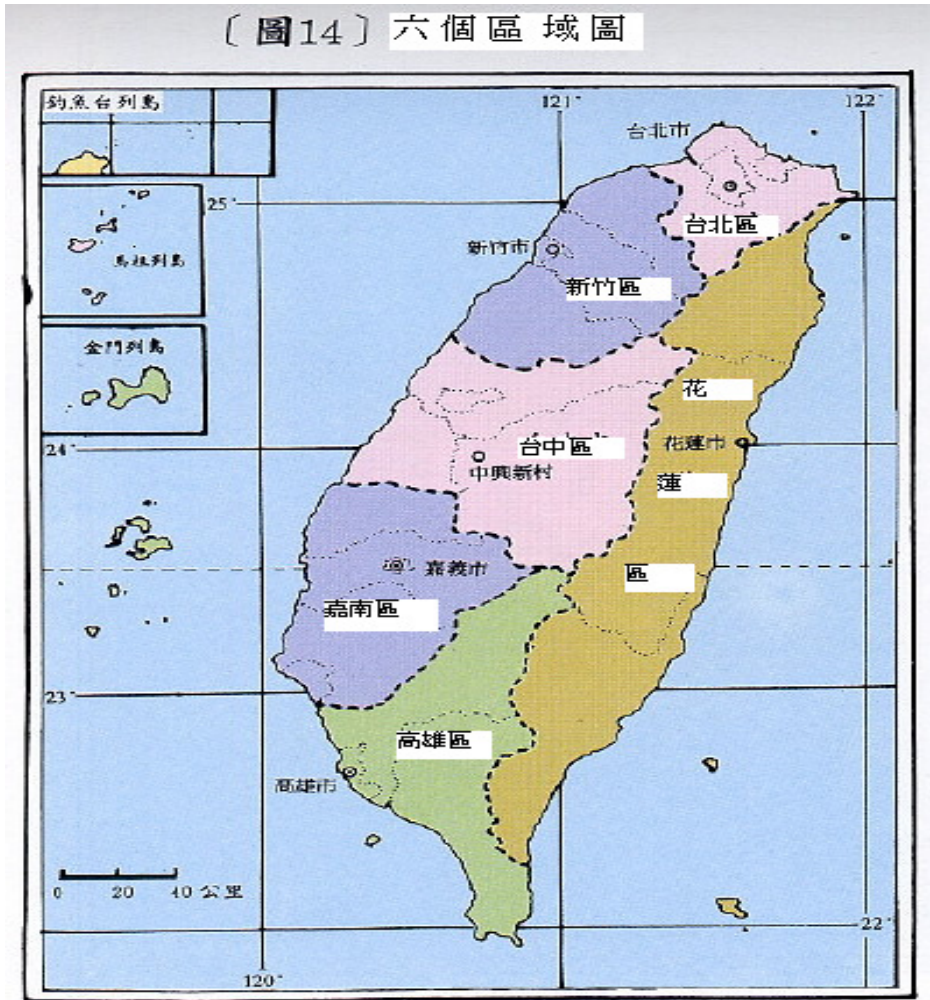 〔圖14〕六個區域圖
釣魚台列島
121°
122°
台北市
25°
台北區
馬祖列島
新竹市
新竹區
金門列島
花
24°
台中區
花蓮市
中興新村
蓮
嘉義市
區
嘉南區
23°
高雄區
高雄市
0 20 40 公里
22°
120°